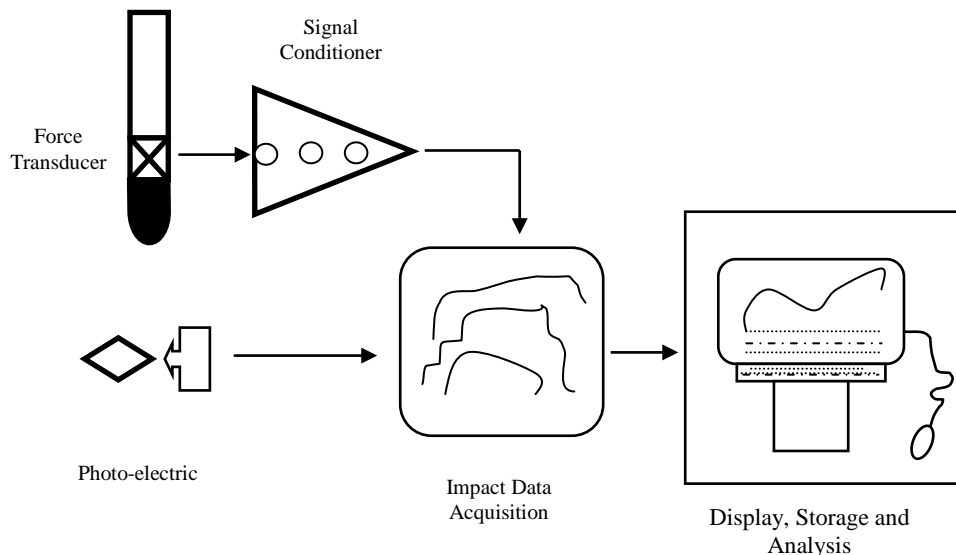 Signal
Conditioner
Force
Transducer
Photo-electric
Impact Data
Acquisition
Display, Storage and
Analysis